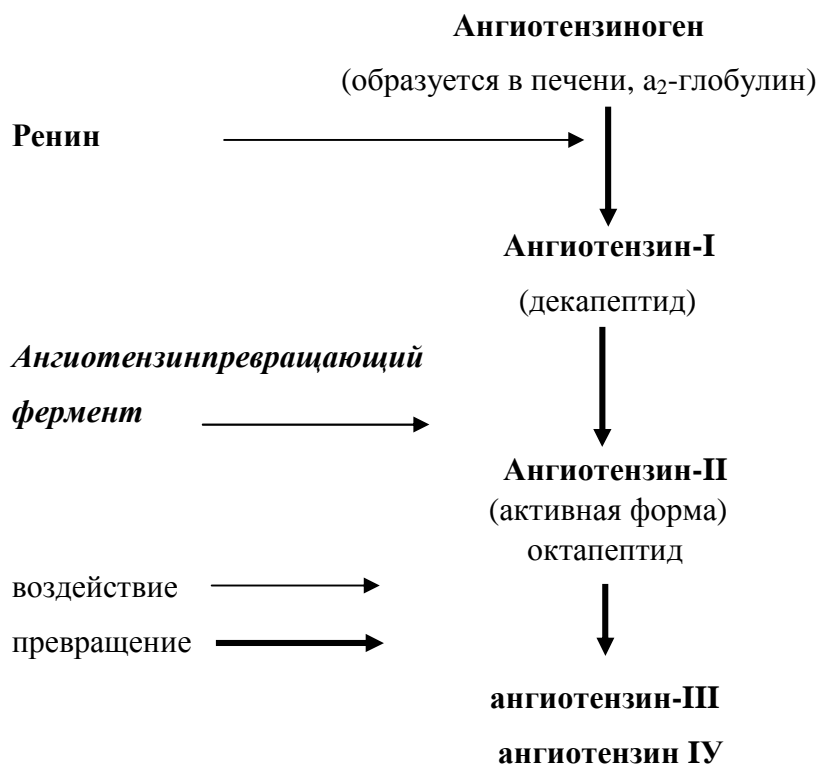 Ангиотензиноген
(образуется в печени, а₂-глобулин)
Ренин
Ангиотензин-I
(декапептид)
Ангиотензинпревращающий
фермент
Ангиотензин-II
(активная форма)
октапептид
воздействие
превращение
ангиотензин-III
ангиотензин IУ